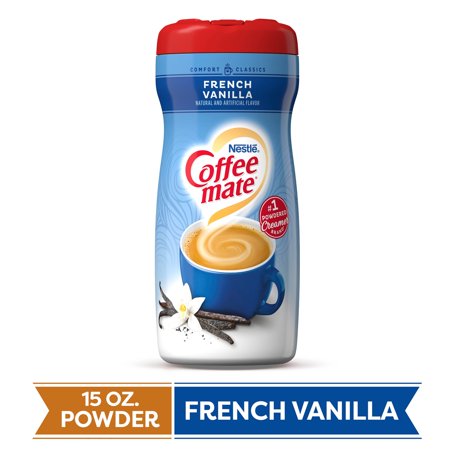 COMFORT CLASSICS
FRENCH
VANILLA
NATURAL AND ARTIFICIAL FLAVOR
Nestlé
Coffee
mate®
#1
POWDERED
Creamer
BRAND
15 OZ.
POWDER
FRENCH VANILLA